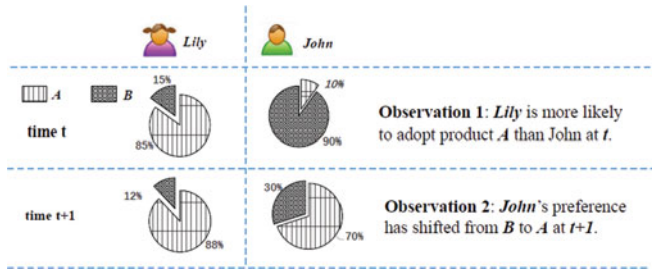 Lily
John
A
B
15%
85%
time t
10%
90%
Observation 1: Lily is more likely
to adopt product A than John at t.
12%
88%
time t+1
30%
70%
Observation 2: John's preference
has shifted from B to A at t+1.